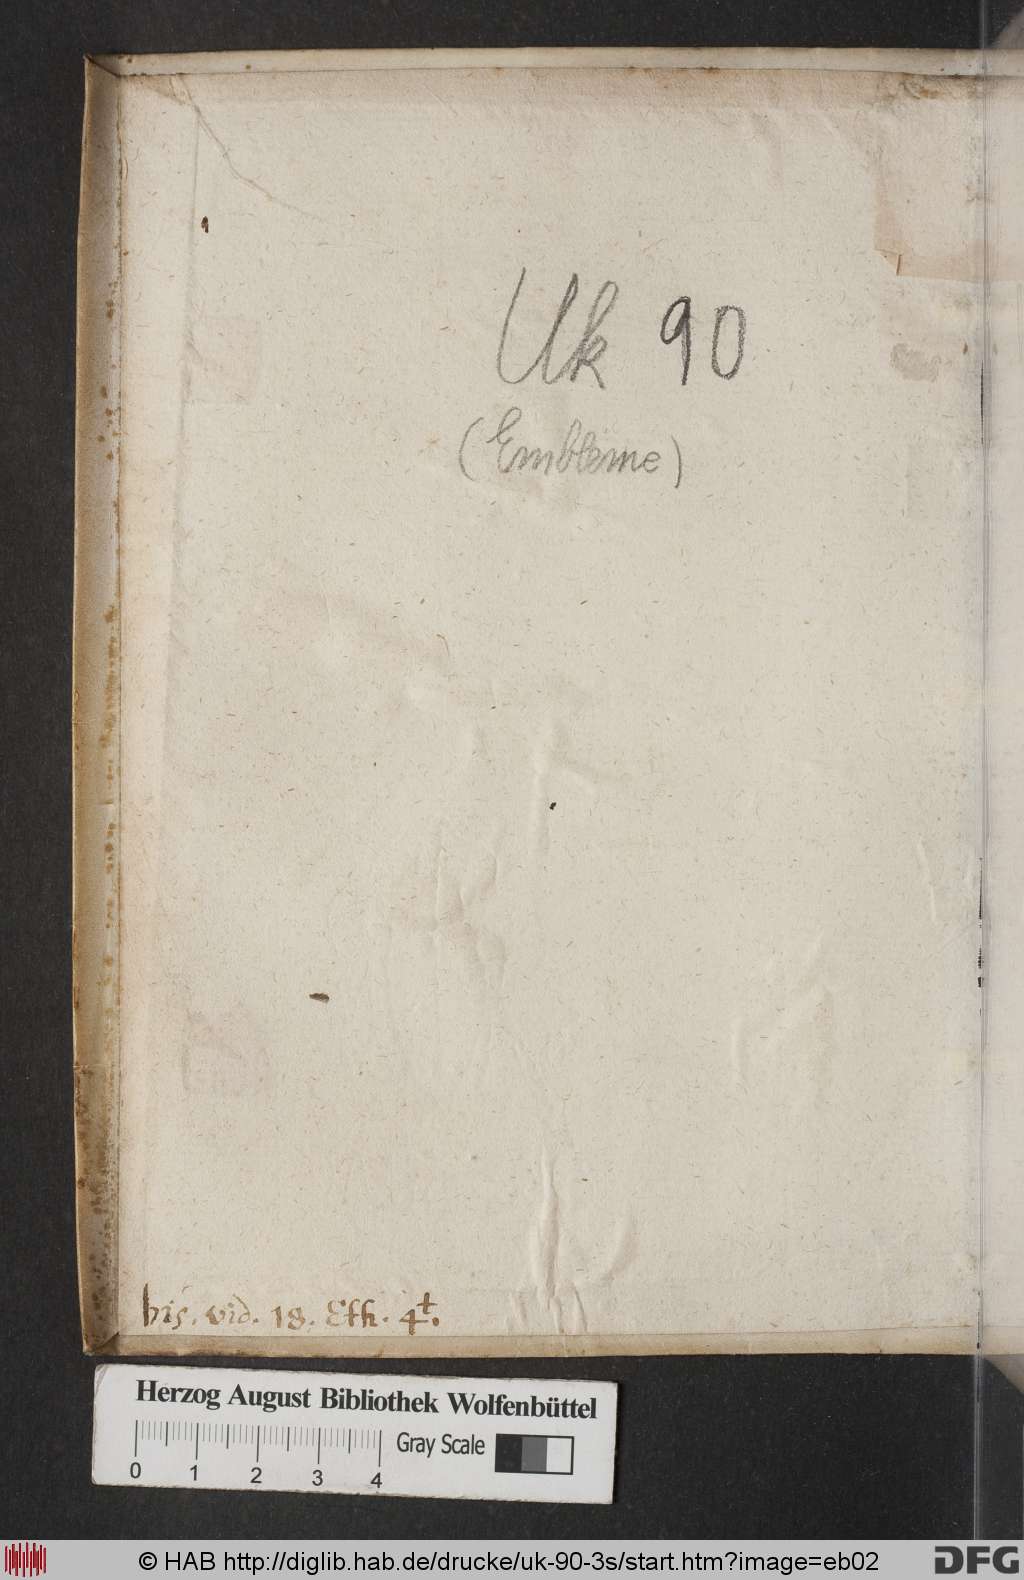 Uk 90
(Embleme)
bis. vid. 18. Eth. 4t.
Herzog August Bibliothek Wolfenbüttel
0 1 2 3 4
Gray Scale
© HAB http://diglib.hab.de/drucke/uk-90-3s/start.htm?image=eb02
DFG